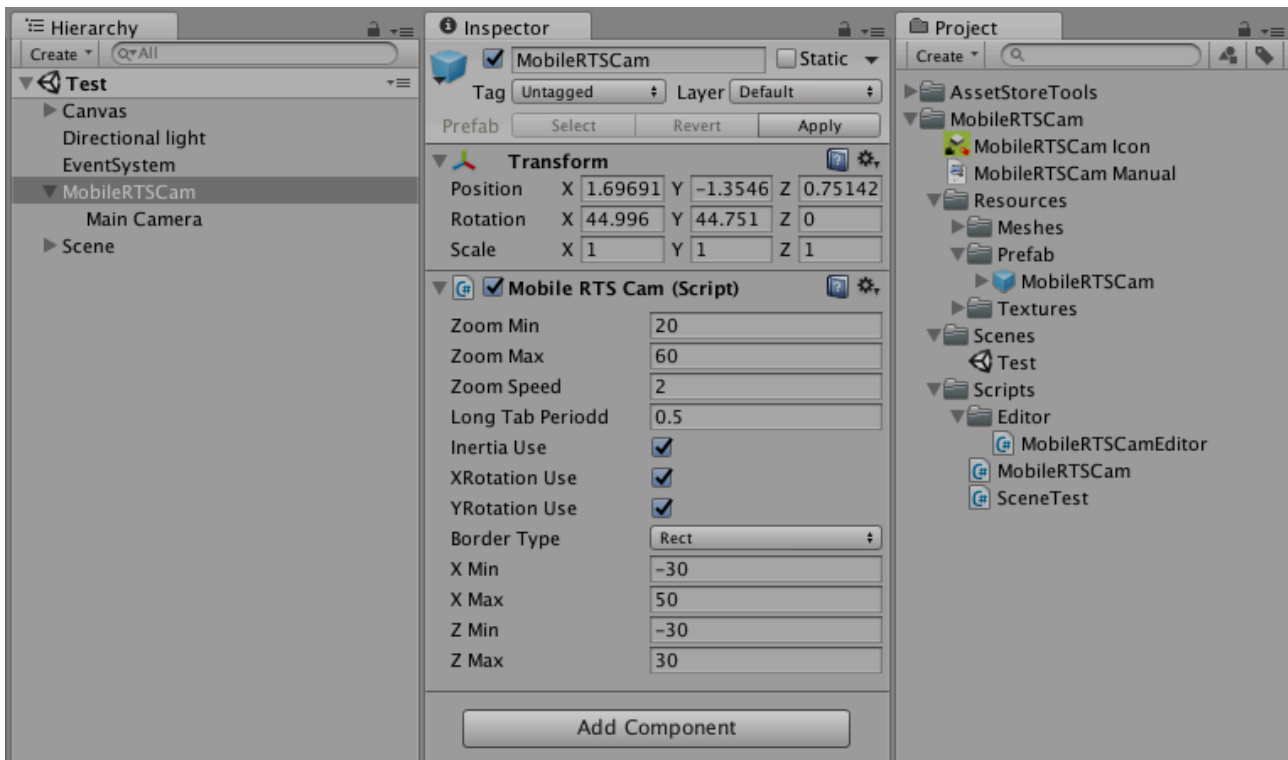 Hierarchy
Create
All
Test
Canvas
Directional light
EventSystem
MobileRTSCam
Main Camera
Scene
Inspector
MobileRTSCam
Static
Tag Untagged Layer Default
Prefab Select Revert Apply
Transform
Position X 1.69691 Y -1.3546 Z 0.75142
Rotation X 44.996 Y 44.751 Z 0
Scale X 1 Y 1 Z 1
Mobile RTS Cam (Script)
Zoom Min 20
Zoom Max 60
Zoom Speed 2
Long Tab Periodd 0.5
Inertia Use
XRotation Use
YRotation Use
Border Type Rect
X Min -30
X Max 50
Z Min -30
Z Max 30
Add Component
Project
Create
AssetStoreTools
MobileRTSCam
MobileRTSCam Icon
MobileRTSCam Manual
Resources
Meshes
Prefab
MobileRTSCam
Textures
Scenes
Test
Scripts
Editor
MobileRTSCamEditor
MobileRTSCam
SceneTest